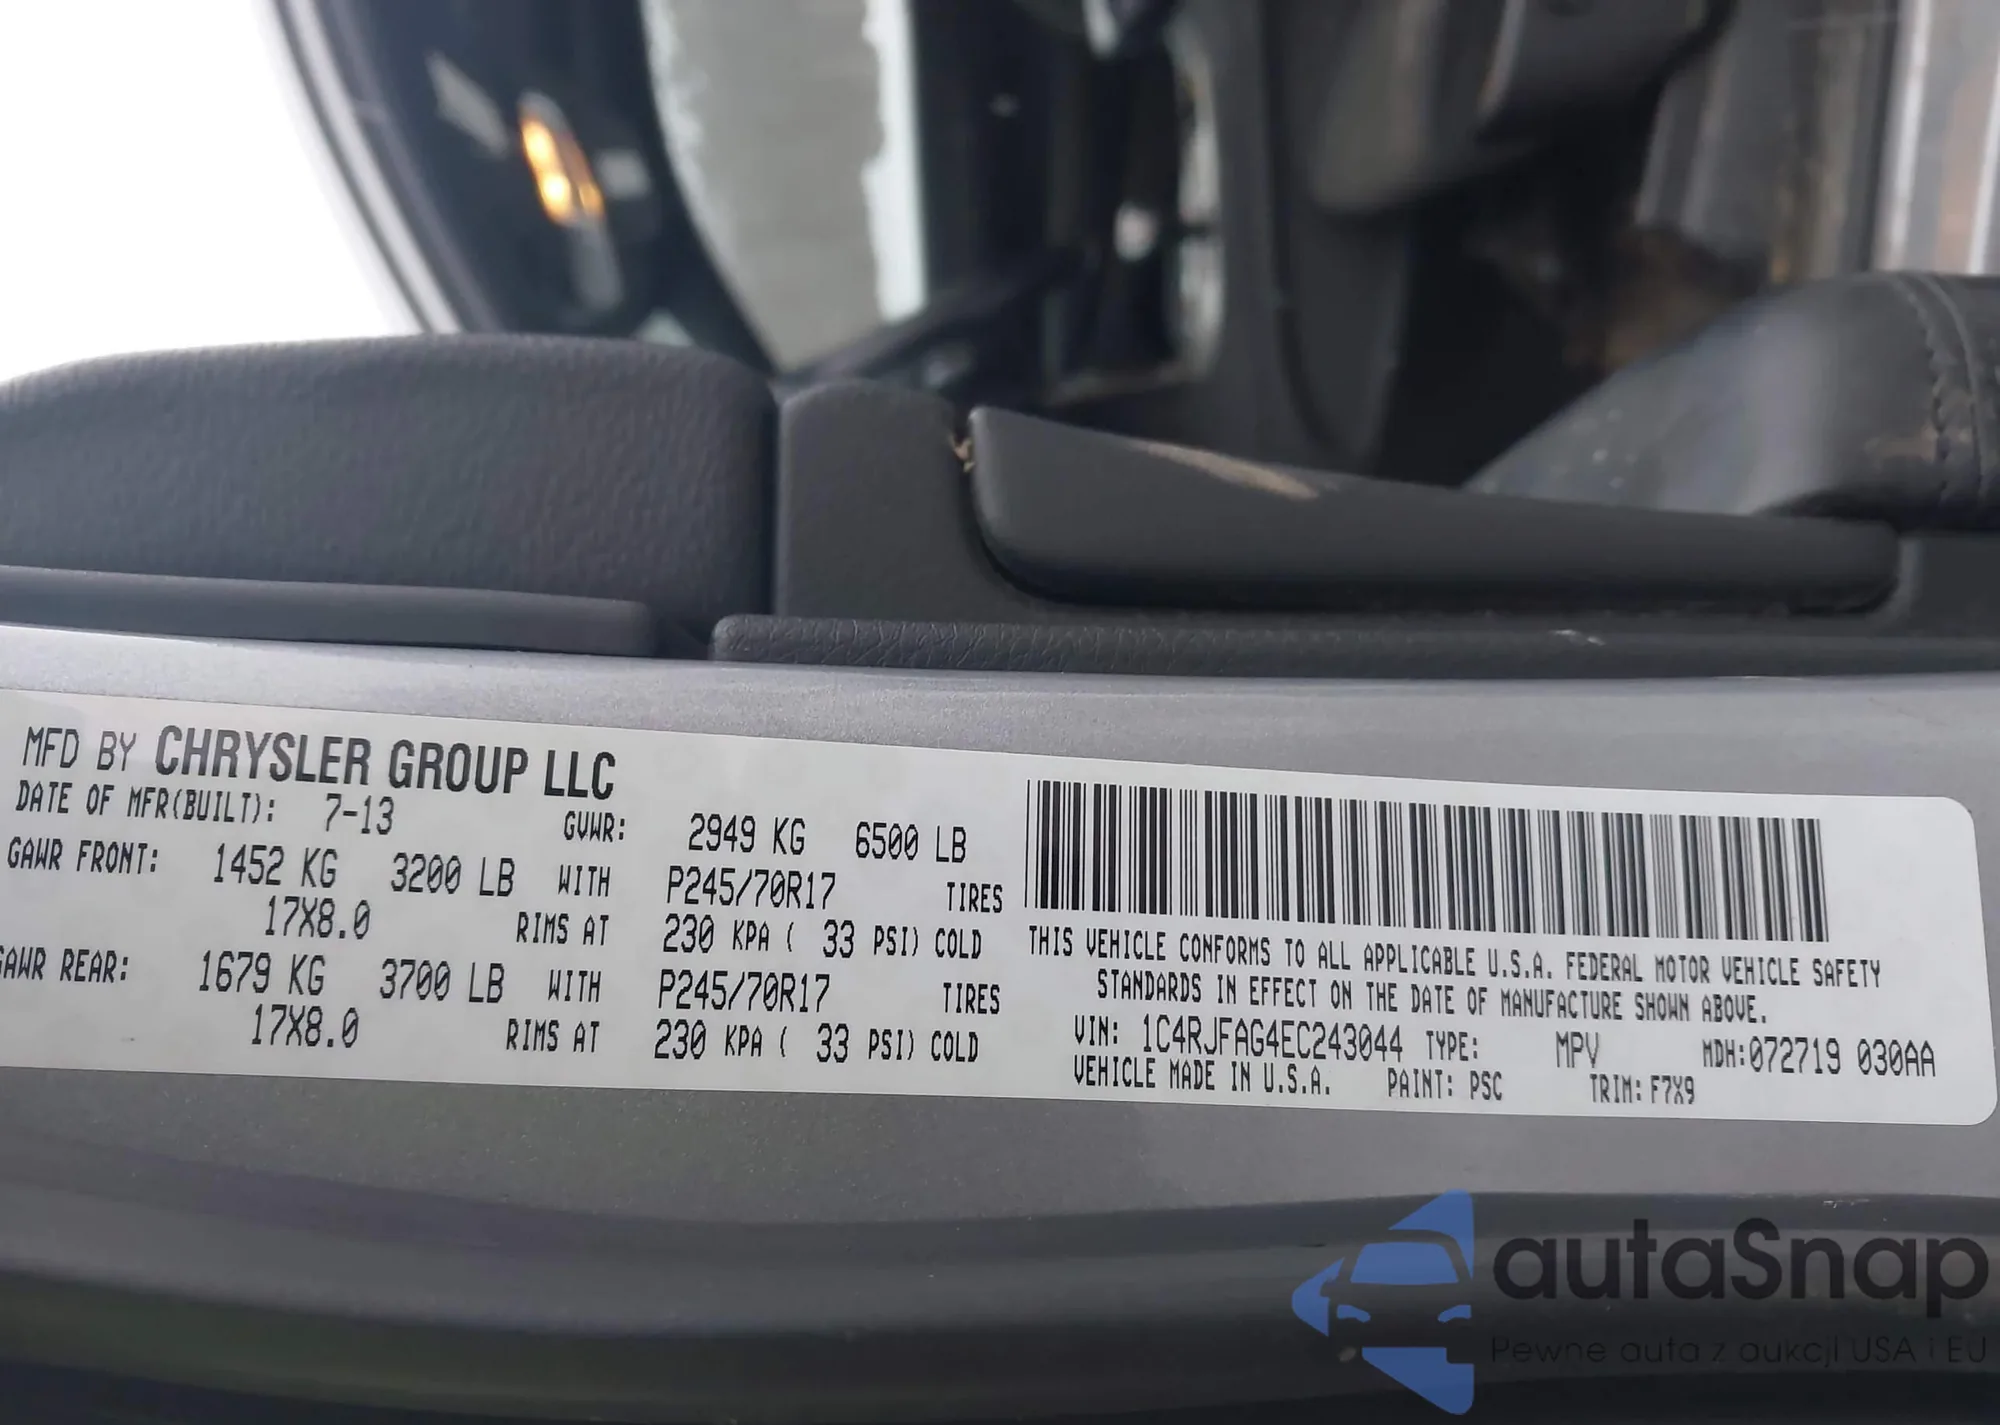 MFD BY CHRYSLER GROUP LLC
DATE OF MFR(BUILT): 7-13 GVWR: 2949 KG 6500 LB
GAWR FRONT: 1452 KG 3200 LB WITH P245/70R17 TIRES
17X8.0 RIMS AT 230 KPA ( 33 PSI) COLD
GAWR REAR: 1679 KG 3700 LB WITH P245/70R17 TIRES
17X8.0 RIMS AT 230 KPA ( 33 PSI) COLD
THIS VEHICLE CONFORMS TO ALL APPLICABLE U.S.A. FEDERAL MOTOR VEHICLE SAFETY
STANDARDS IN EFFECT ON THE DATE OF MANUFACTURE SHOWN ABOVE.
VIN: 1C4RJFAG4EC243044 TYPE: MPV MDH:072719 030AA
VEHICLE MADE IN U.S.A. PAINT: PSC TRIM: F7X9
autaSnap
Pewne auta z aukcji USA i EU